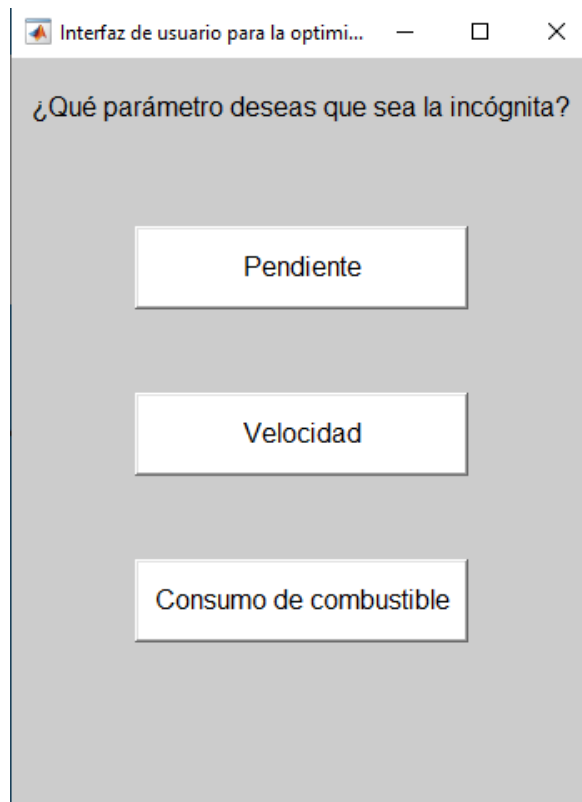 Interfaz de usuario para la optimi...
¿Qué parámetro deseas que sea la incógnita?
Pendiente
Velocidad
Consumo de combustible